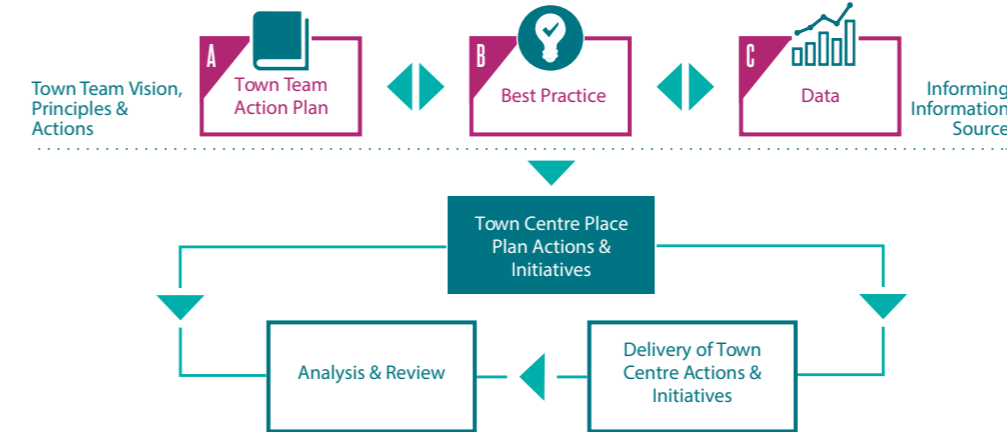 Town Team Vision,
Principles &
Actions
A
Town Team
Action Plan
B
Best Practice
C
Data
Informing
Information
Source
Town Centre Place
Plan Actions &
Initiatives
Analysis & Review
Delivery of Town
Centre Actions &
Initiatives